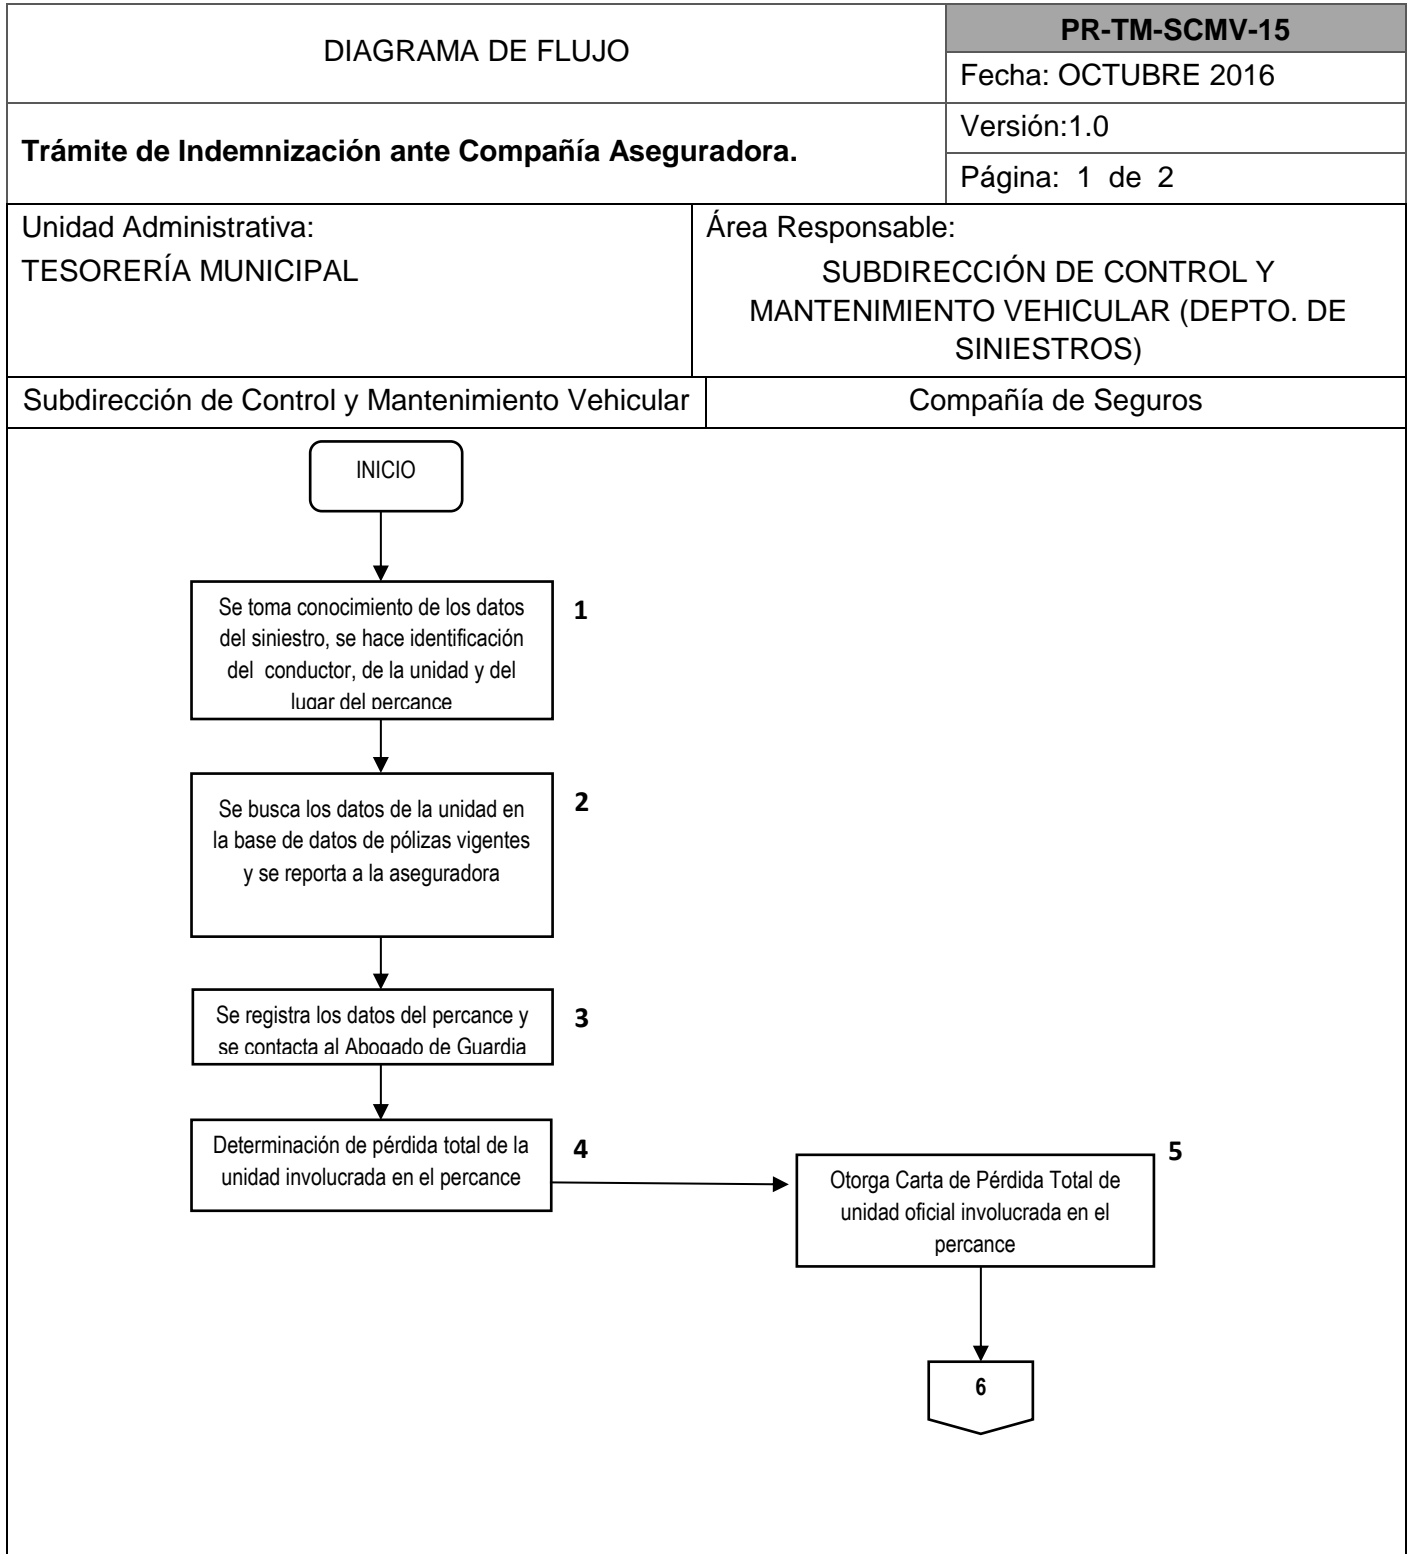 DIAGRAMA DE FLUJO
PR-TM-SCMV-15
Fecha: OCTUBRE 2016
Trámite de Indemnización ante Compañía Aseguradora.
Versión:1.0
Página: 1 de 2
Unidad Administrativa:
TESORERÍA MUNICIPAL
Área Responsable:
SUBDIRECCIÓN DE CONTROL Y
MANTENIMIENTO VEHICULAR (DEPTO. DE
SINIESTROS)
Subdirección de Control y Mantenimiento Vehicular
Compañía de Seguros
INICIO
Se toma conocimiento de los datos
del siniestro, se hace identificación
del conductor, de la unidad y del
lugar del percance
1
Se busca los datos de la unidad en
la base de datos de pólizas vigentes
y se reporta a la aseguradora
2
Se registra los datos del percance y
se contacta al Abogado de Guardia
3
Determinación de pérdida total de la
unidad involucrada en el percance
4
5
Otorga Carta de Pérdida Total de
unidad oficial involucrada en el
percance
6